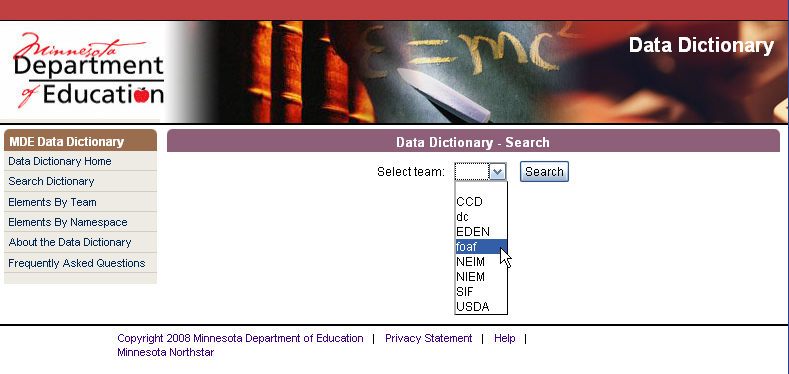 Minnesota
Department
of Education
E=mc²
Data Dictionary
MDE Data Dictionary
Data Dictionary Home
Search Dictionary
Elements By Team
Elements By Namespace
About the Data Dictionary
Frequently Asked Questions
Data Dictionary - Search
Select team: Search
CCD
dc
EDEN
foaf
NEIM
NIEM
SIF
USDA
Copyright 2008 Minnesota Department of Education | Privacy Statement | Help |
Minnesota Northstar